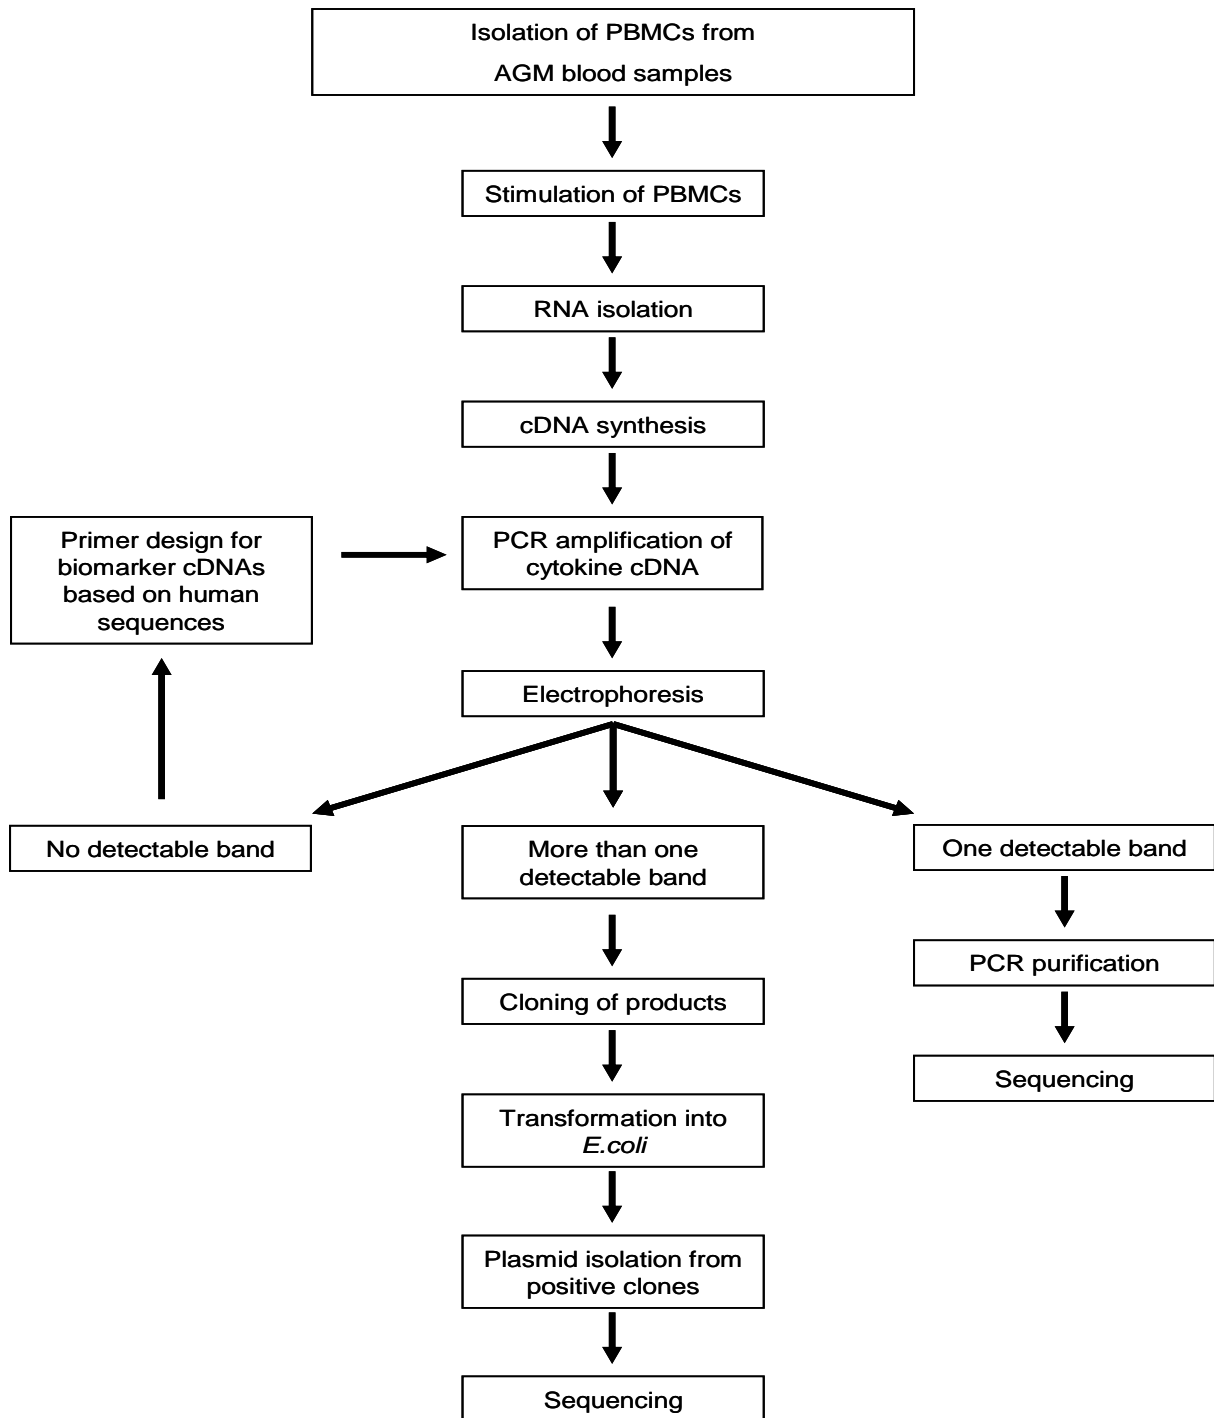 Isolation of PBMCs from
AGM blood samples
Stimulation of PBMCs
RNA isolation
cDNA synthesis
Primer design for
biomarker cDNAs
based on human
sequences
PCR amplification of
cytokine cDNA
Electrophoresis
No detectable band
More than one
detectable band
One detectable band
Cloning of products
PCR purification
Transformation into
E.coli
Sequencing
Plasmid isolation from
positive clones
Sequencing